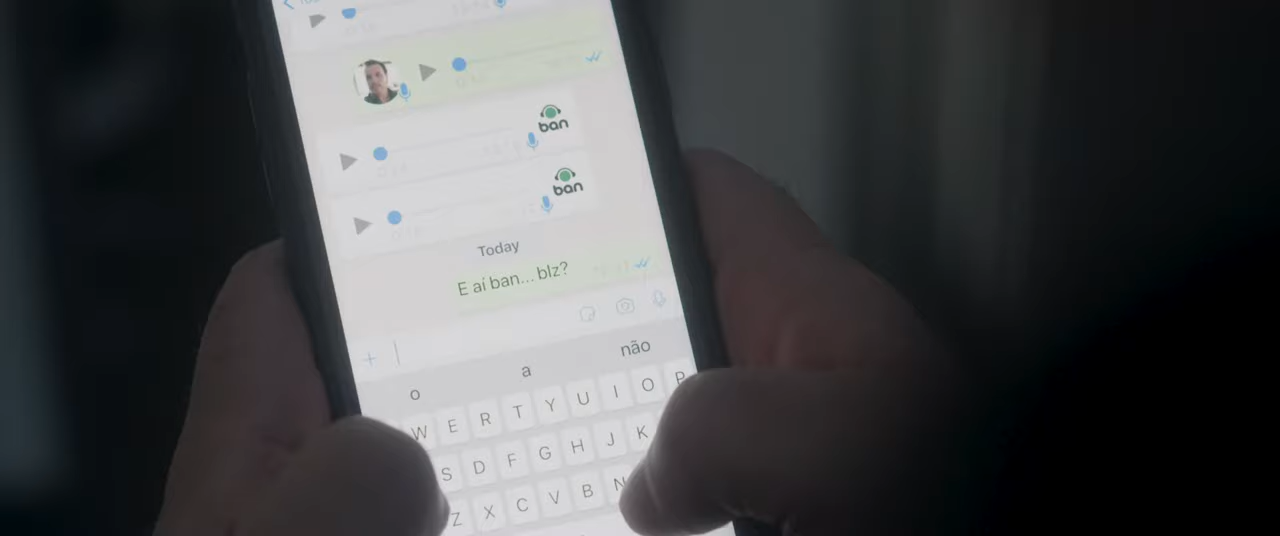 ban
ban
Today
E aí ban... blz?
o a não
W E R T Y U I O P
S D F G H J K
Z X C V B N